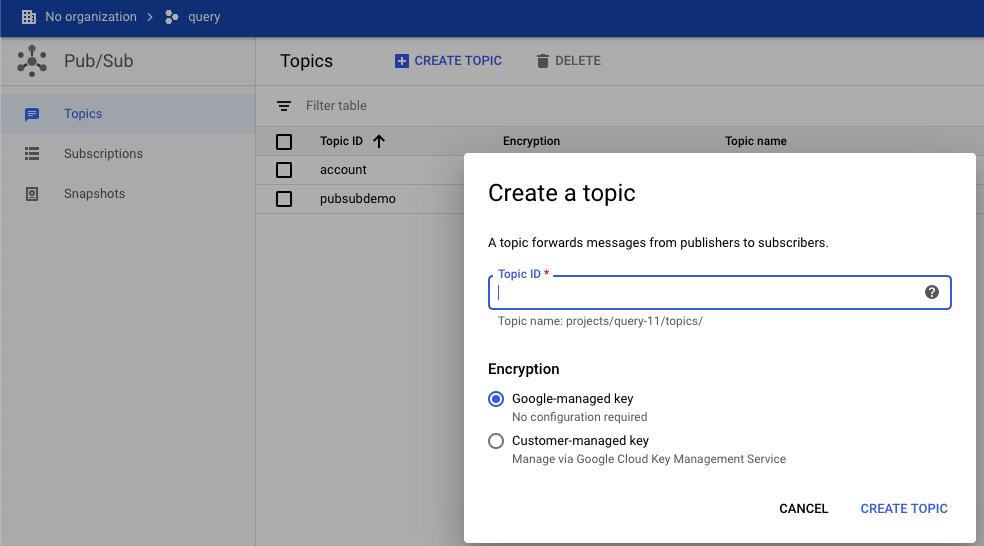 No organization > query
Pub/Sub
Topics
CREATE TOPIC
DELETE
Topics
Subscriptions
Snapshots
Filter table
Topic ID Encryption Topic name
account
pubsubdemo
Create a topic
A topic forwards messages from publishers to subscribers.
Topic ID *
Topic name: projects/query-11/topics/
Encryption
Google-managed key
No configuration required
Customer-managed key
Manage via Google Cloud Key Management Service
CANCEL CREATE TOPIC